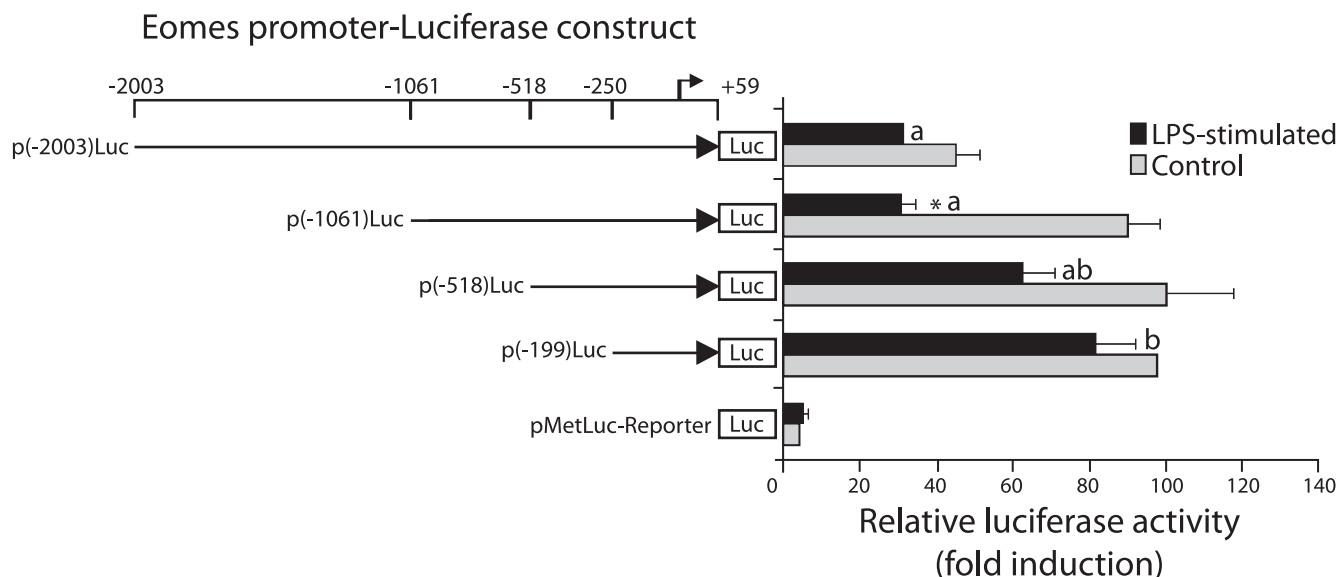 Eomes promoter-Luciferase construct
-2003 -1061 -518 -250 +59
p(-2003)Luc Luc a
LPS-stimulated
Control
p(-1061)Luc Luc * a
p(-518)Luc Luc ab
p(-199)Luc Luc b
pMetLuc-Reporter Luc
0 20 40 60 80 100 120 140
Relative luciferase activity
(fold induction)